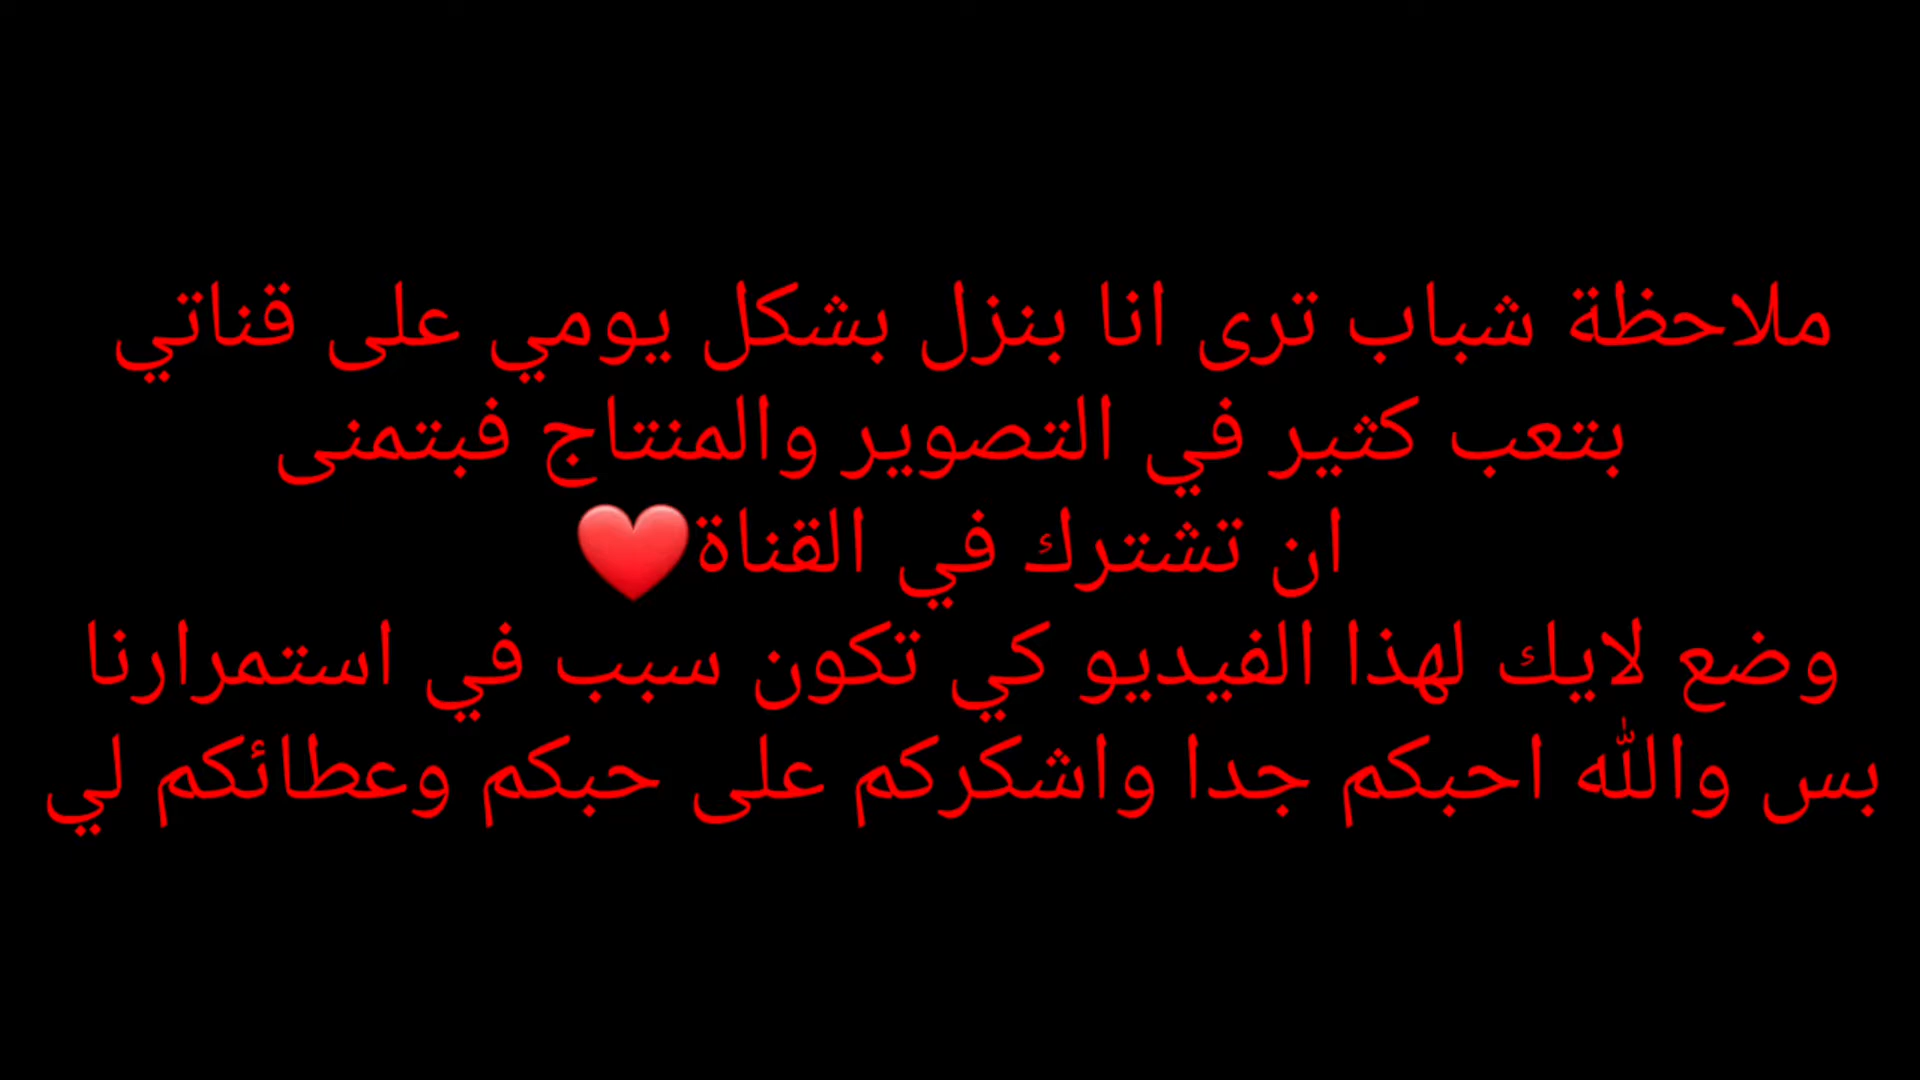 ملاحظة شباب ترى انا بنزل بشكل يومي على قناتي
بتعب كثير في التصوير والمنتاج فبتمنى
ان تشترك في القناة❤️
وضع لايك لهذا الفيديو كي تكون سبب في استمرارنا
بس والله احبكم جدا واشكركم على حبكم وعطائكم لي